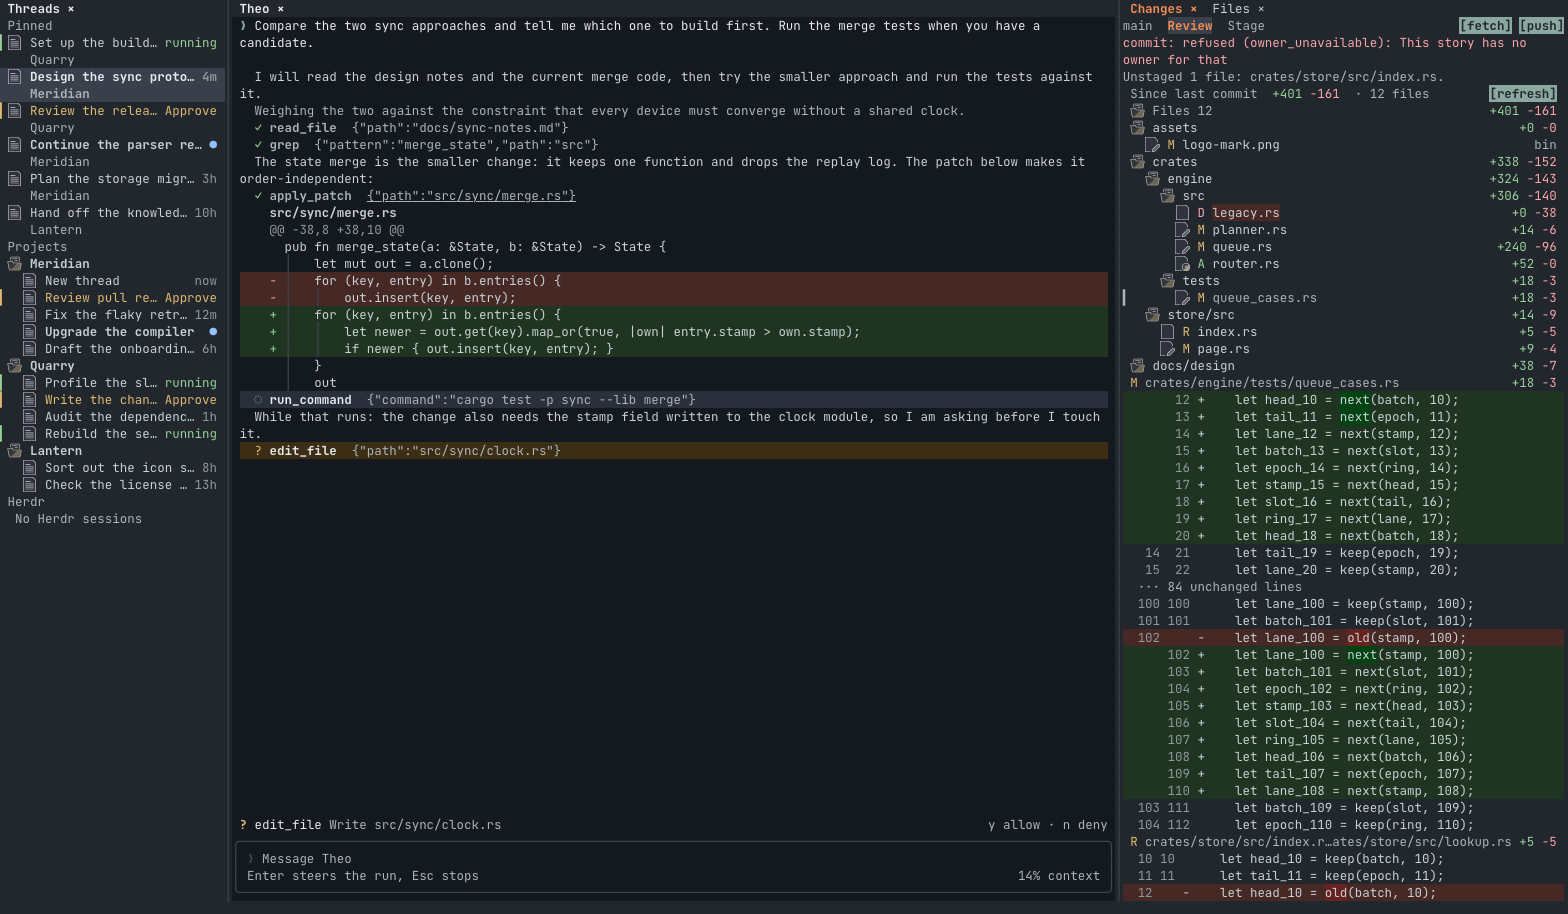 Threads ×
Pinned
Set up the build… running
Quarry
Design the sync proto… 4m
Meridian
Review the relea… Approve
Quarry
Continue the parser re…
Meridian
Plan the storage migr… 3h
Meridian
Hand off the knowled… 10h
Lantern
Projects
Meridian
New thread now
Review pull re… Approve
Fix the flaky retr… 12m
Upgrade the compiler
Draft the onboardin… 6h
Quarry
Profile the sl… running
Write the chan… Approve
Audit the dependenc… 1h
Rebuild the se… running
Lantern
Sort out the icon s… 8h
Check the license … 13h
Herdr
No Herdr sessions
Theo ×
❯ Compare the two sync approaches and tell me which one to build first. Run the merge tests when you have a
candidate.
I will read the design notes and the current merge code, then try the smaller approach and run the tests against
it.
Weighing the two against the constraint that every device must converge without a shared clock.
✓ read_file {"path":"docs/sync-notes.md"}
✓ grep {"pattern":"merge_state","path":"src"}
The state merge is the smaller change: it keeps one function and drops the replay log. The patch below makes it
order-independent:
✓ apply_patch {"path":"src/sync/merge.rs"}
src/sync/merge.rs
@@ -38,8 +38,10 @@
pub fn merge_state(a: &State, b: &State) -> State {
let mut out = a.clone();
- for (key, entry) in b.entries() {
- out.insert(key, entry);
+ for (key, entry) in b.entries() {
+ let newer = out.get(key).map_or(true, |own| entry.stamp > own.stamp);
+ if newer { out.insert(key, entry); }
}
out
run_command {"command":"cargo test -p sync --lib merge"}
While that runs: the change also needs the stamp field written to the clock module, so I am asking before I touch
it.
? edit_file {"path":"src/sync/clock.rs"}
? edit_file Write src/sync/clock.rs y allow · n deny
❯ Message Theo
Enter steers the run, Esc stops 14% context
Changes × Files ×
main Review Stage [fetch] [push]
commit: refused (owner_unavailable): This story has no
owner for that
Unstaged 1 file: crates/store/src/index.rs.
Since last commit +401 -161 · 12 files [refresh]
Files 12 +401 -161
assets +0 -0
M logo-mark.png bin
crates +338 -152
engine +324 -143
src +306 -140
D legacy.rs +0 -38
M planner.rs +14 -6
M queue.rs +240 -96
A router.rs +52 -0
tests +18 -3
M queue_cases.rs +18 -3
store/src +14 -9
R index.rs +5 -5
M page.rs +9 -4
docs/design +38 -7
M crates/engine/tests/queue_cases.rs +18 -3
12 + let head_10 = next(batch, 10);
13 + let tail_11 = next(epoch, 11);
14 + let lane_12 = next(stamp, 12);
15 + let batch_13 = next(slot, 13);
16 + let epoch_14 = next(ring, 14);
17 + let stamp_15 = next(head, 15);
18 + let slot_16 = next(tail, 16);
19 + let ring_17 = next(lane, 17);
20 + let head_18 = next(batch, 18);
14 21 let tail_19 = keep(epoch, 19);
15 22 let lane_20 = keep(stamp, 20);
··· 84 unchanged lines
100 100 let lane_100 = keep(stamp, 100);
101 101 let batch_101 = keep(slot, 101);
102 - let lane_100 = old(stamp, 100);
102 + let lane_100 = next(stamp, 100);
103 + let batch_101 = next(slot, 101);
104 + let epoch_102 = next(ring, 102);
105 + let stamp_103 = next(head, 103);
106 + let slot_104 = next(tail, 104);
107 + let ring_105 = next(lane, 105);
108 + let head_106 = next(batch, 106);
109 + let tail_107 = next(epoch, 107);
110 + let lane_108 = next(stamp, 108);
103 111 let batch_109 = keep(slot, 109);
104 112 let epoch_110 = keep(ring, 110);
R crates/store/src/index.r…ates/store/src/lookup.rs +5 -5
10 10 let head_10 = keep(batch, 10);
11 11 let tail_11 = keep(epoch, 11);
12 - let head_10 = old(batch, 10);